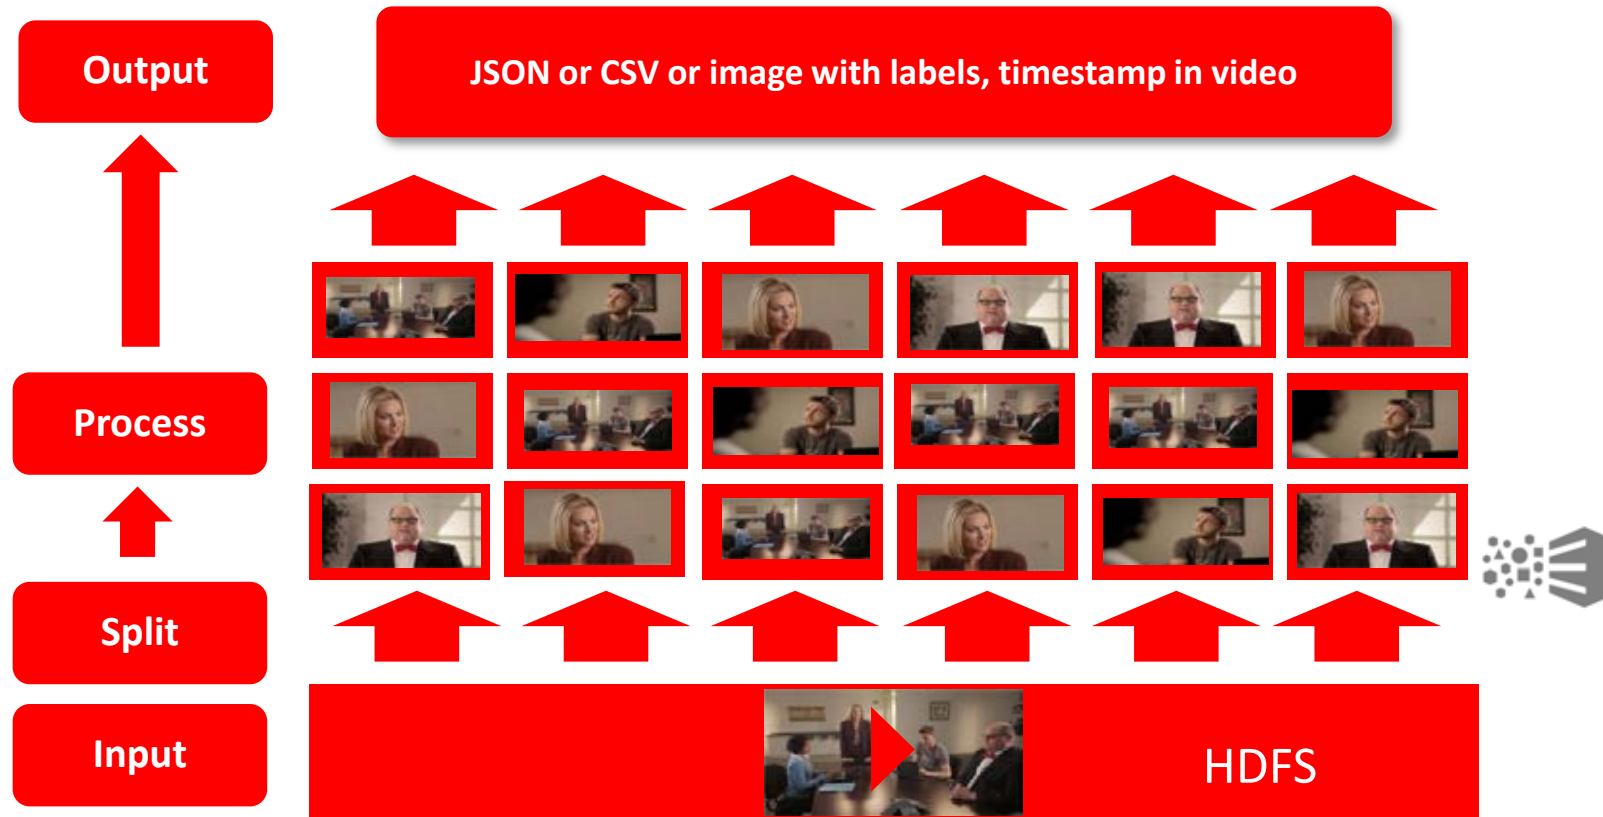 Output
JSON or CSV or image with labels, timestamp in video
Process
Split
Input
HDFS